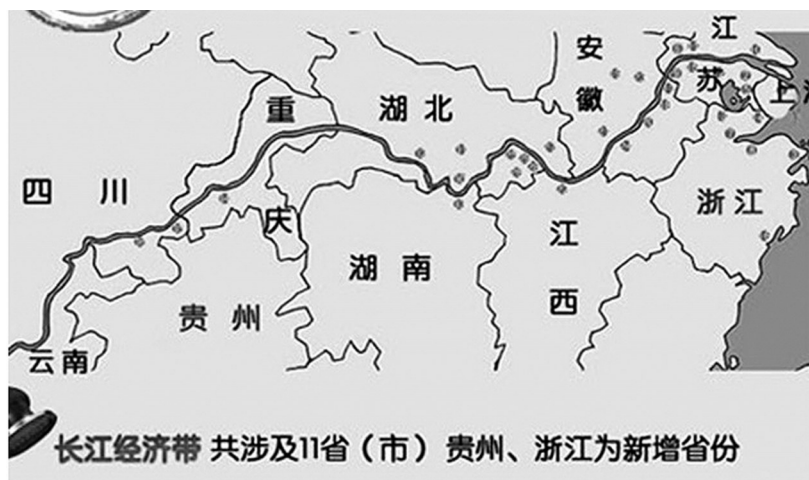 江
安徽
苏
上海
重庆
湖北
四川
浙江
江西
湖南
贵州
云南
长江经济带 共涉及11省（市）贵州、浙江为新增省份